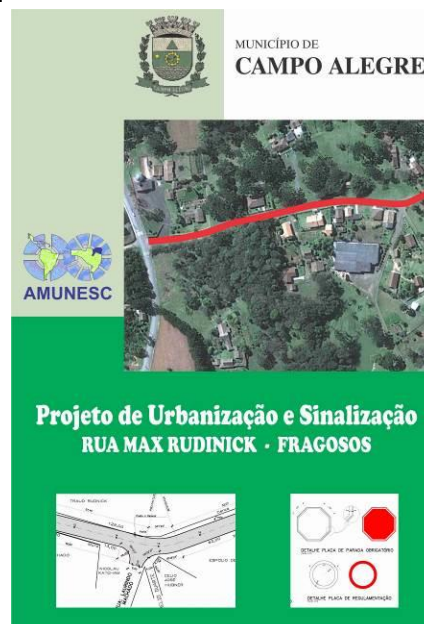 MUNICÍPIO DE
CAMPO ALEGRE
AMUNESC
Projeto de Urbanização e Sinalização
RUA MAX RUDINICK - FRAGOSOS
DETALHE PLACA DE PARADA OBRIGATÓRIO
DETALHE PLACA DE REGULAMENTAÇÃO